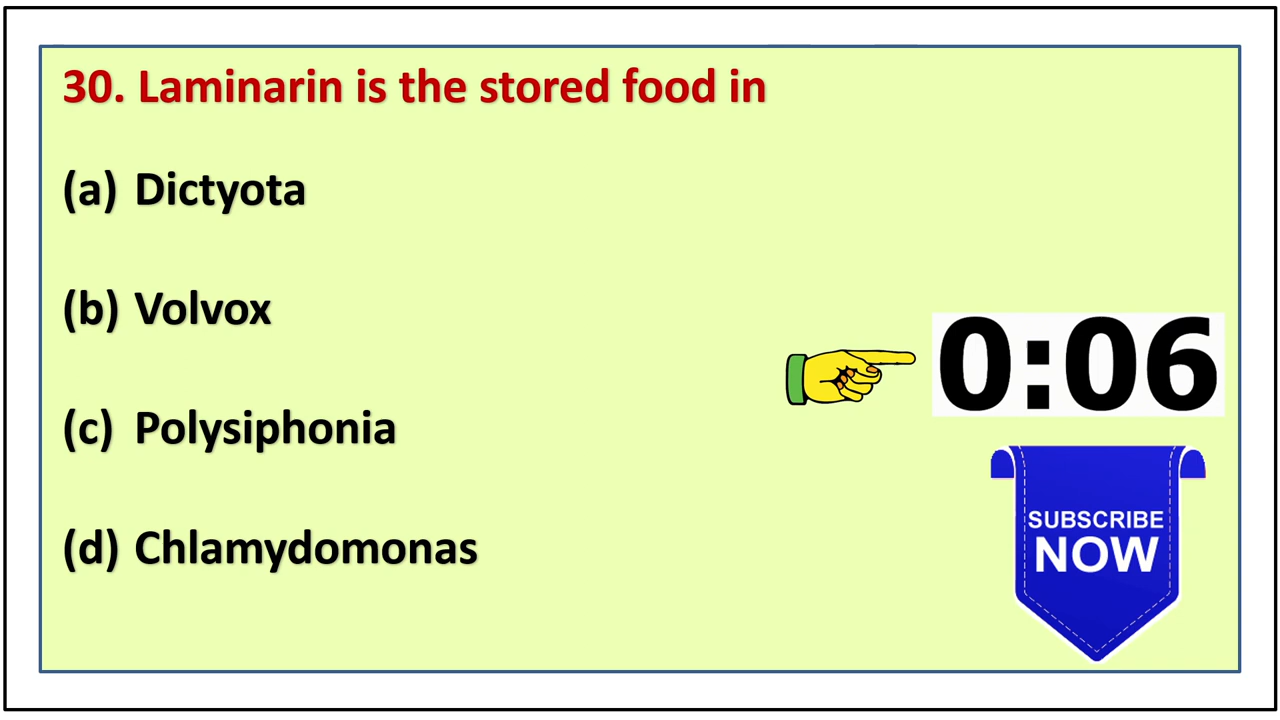 30. Laminarin is the stored food in
(a) Dictyota
(b) Volvox
(c) Polysiphonia
(d) Chlamydomonas
0:06
SUBSCRIBE
NOW